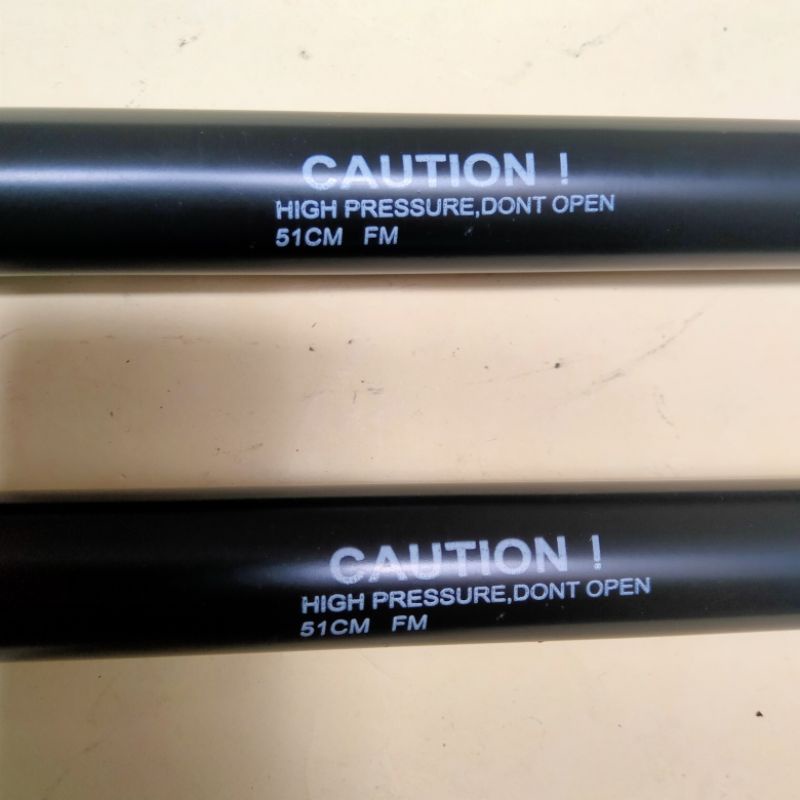 CAUTION !
HIGH PRESSURE,DONT OPEN
51CM FM
CAUTION !
HIGH PRESSURE,DONT OPEN
51CM FM